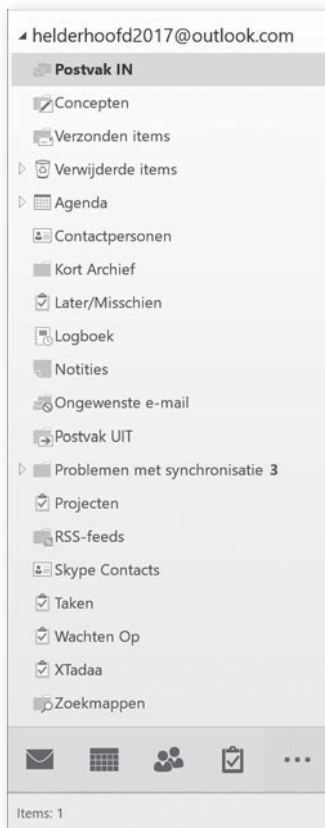 helderhoofd2017@outlook.com
Postvak IN
Concepten
Verzonden items
Verwijderde items
Agenda
Contactpersonen
Kort Archief
Later/Misschien
Logboek
Notities
Ongewenste e-mail
Postvak UIT
Problemen met synchronisatie 3
Projecten
RSS-feeds
Skype Contacts
Taken
Wachten Op
XTadaa
Zoekmappen
Items: 1